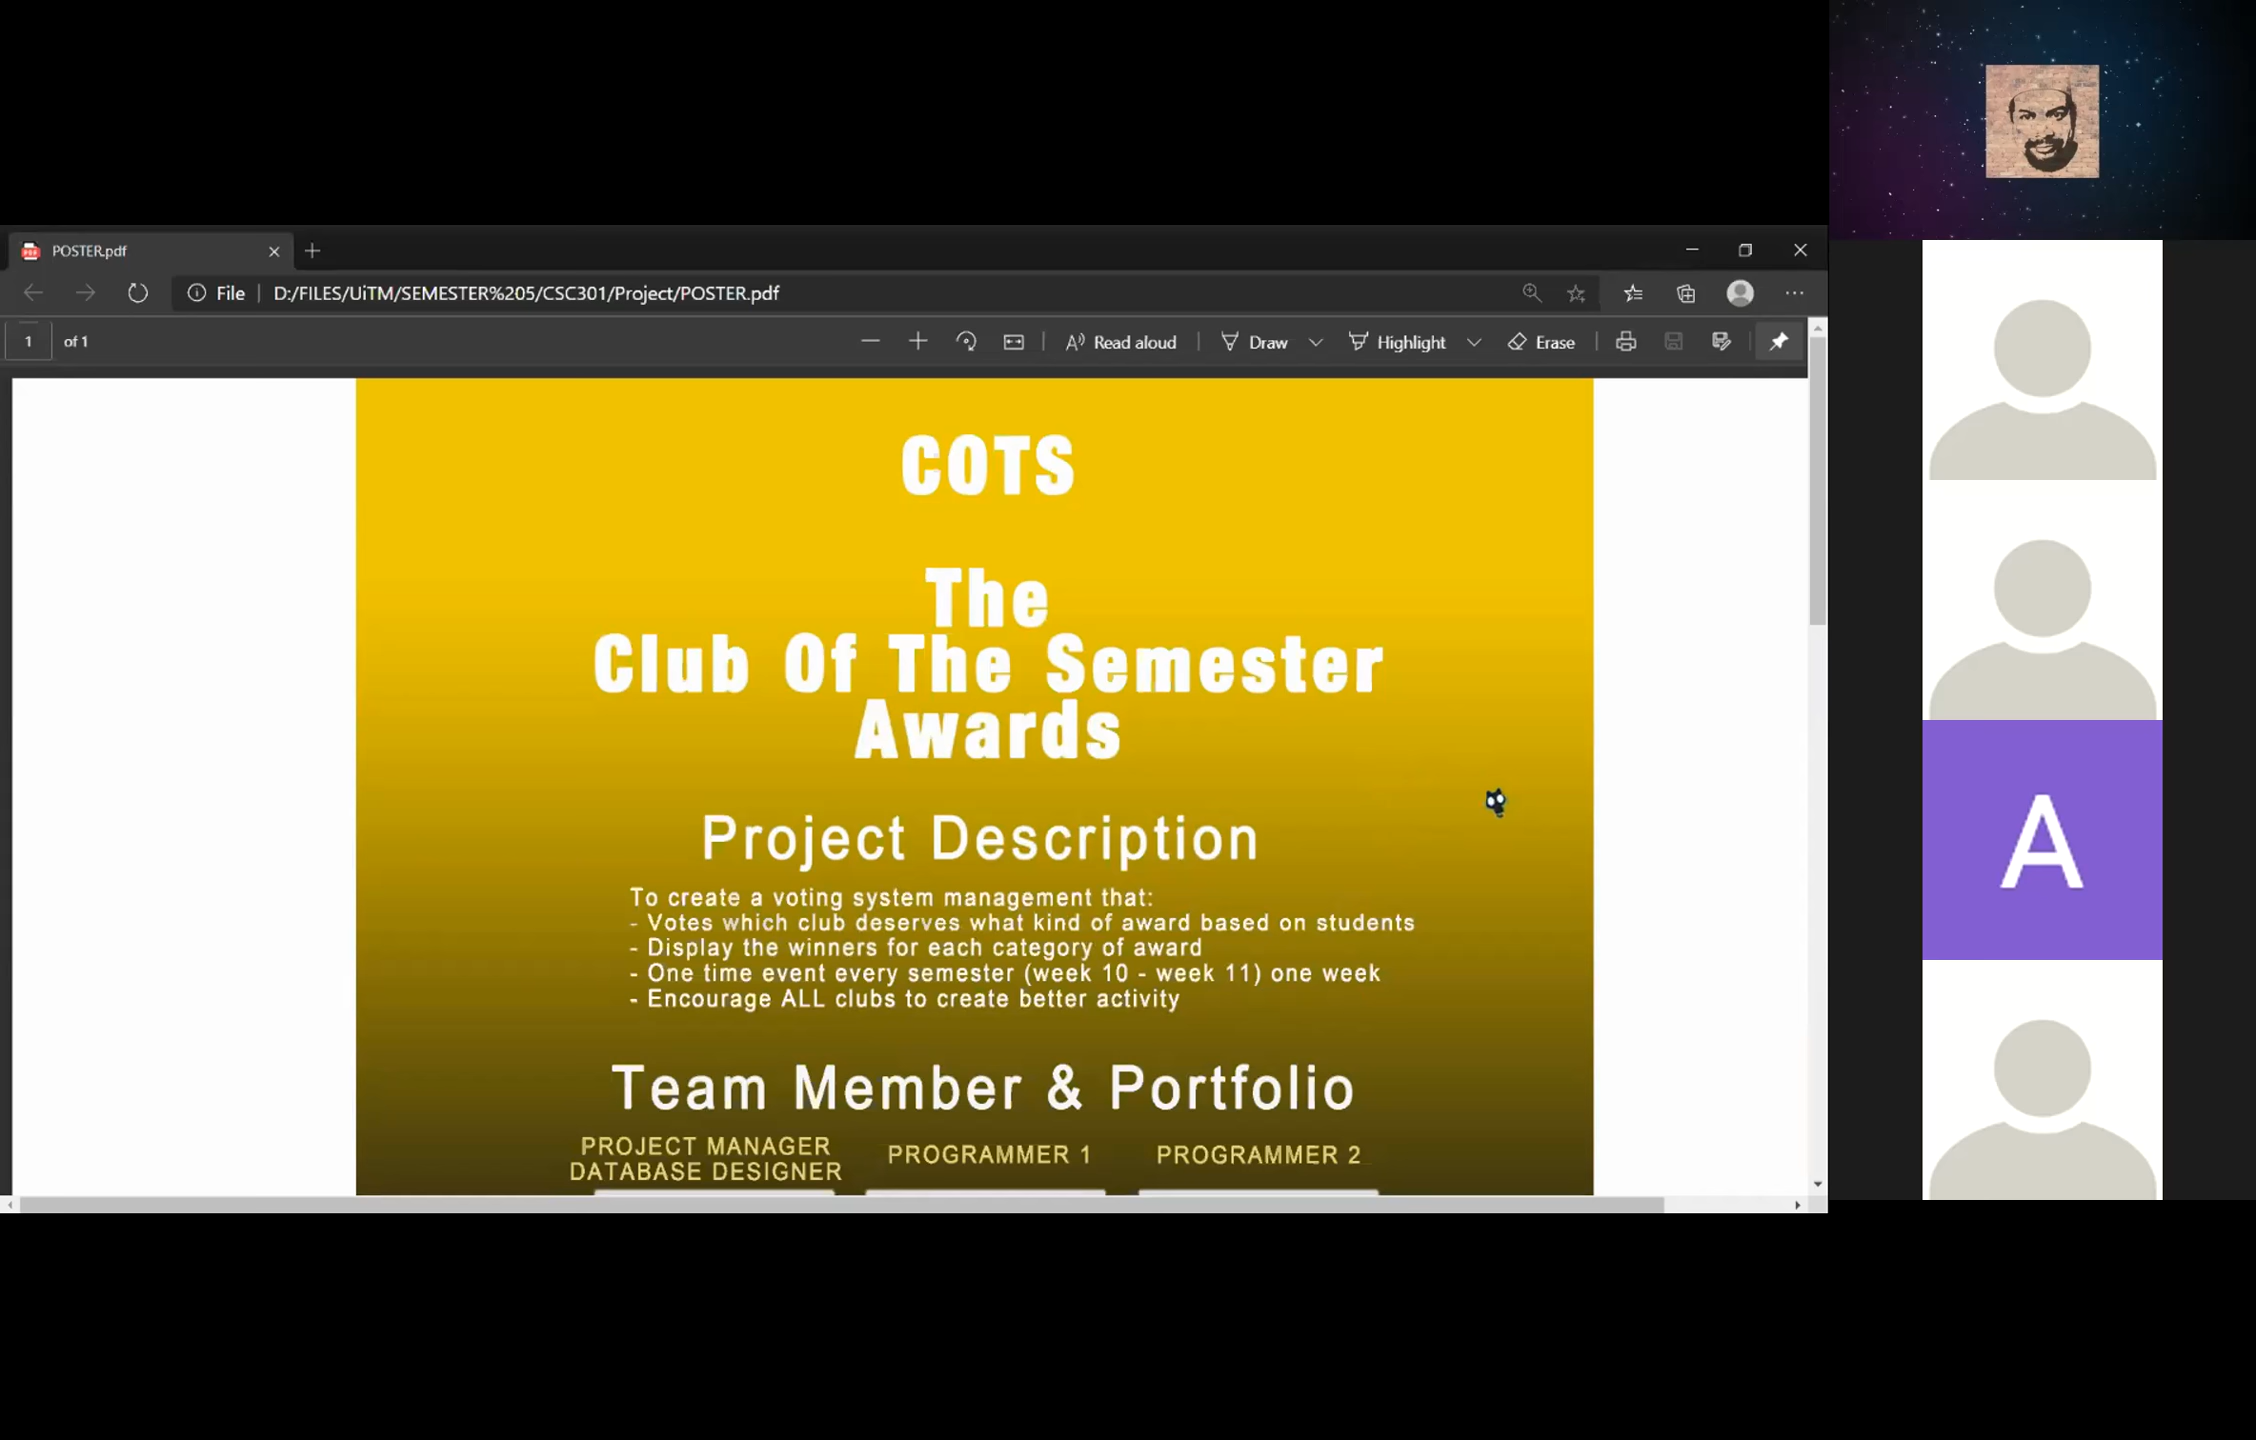 POSTER.pdf
File
D:/FILES/UiTM/SEMESTER%205/CSC301/Project/POSTER.pdf
1 of 1
Read aloud
Draw
Highlight
Erase
COTS
The
Club Of The Semester
Awards
Project Description
To create a voting system management that:
- Votes which club deserves what kind of award based on students
- Display the winners for each category of award
- One time event every semester (week 10 - week 11) one week
- Encourage ALL clubs to create better activity
Team Member & Portfolio
PROJECT MANAGER
DATABASE DESIGNER
PROGRAMMER 1
PROGRAMMER 2
A